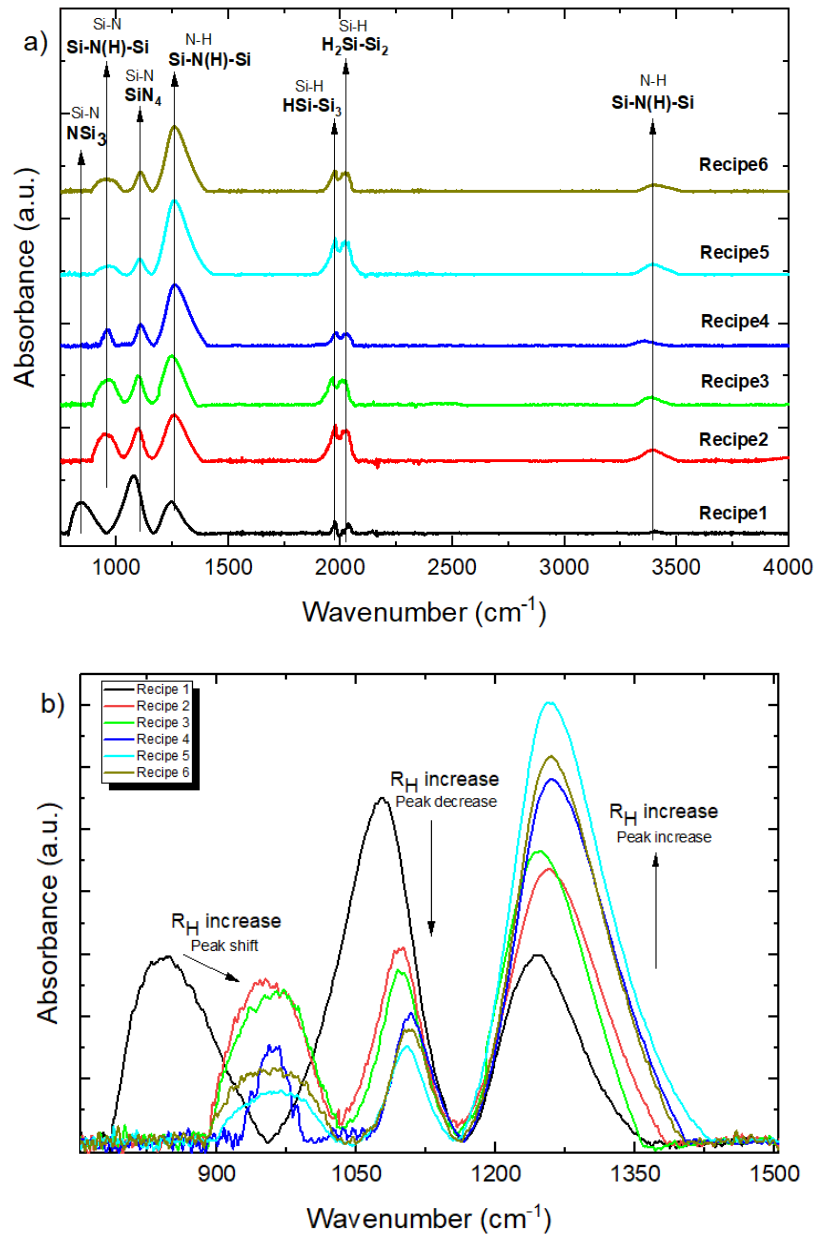 a)
Si-N
Si-N(H)-Si
Si-N
NSi3
Si-N
SiN4
N-H
Si-N(H)-Si
Si-H
HSi-Si3
Si-H
H2Si-Si2
N-H
Si-N(H)-Si
Recipe6
Recipe5
Recipe4
Recipe3
Recipe2
Recipe1
Absorbance (a.u.)
1000 1500 2000 2500 3000 3500 4000
Wavenumber (cm-1)
b)
Recipe 1
Recipe 2
Recipe 3
Recipe 4
Recipe 5
Recipe 6
RH increase
Peak shift
RH increase
Peak decrease
RH increase
Peak increase
Absorbance (a.u.)
900 1050 1200 1350 1500
Wavenumber (cm-1)